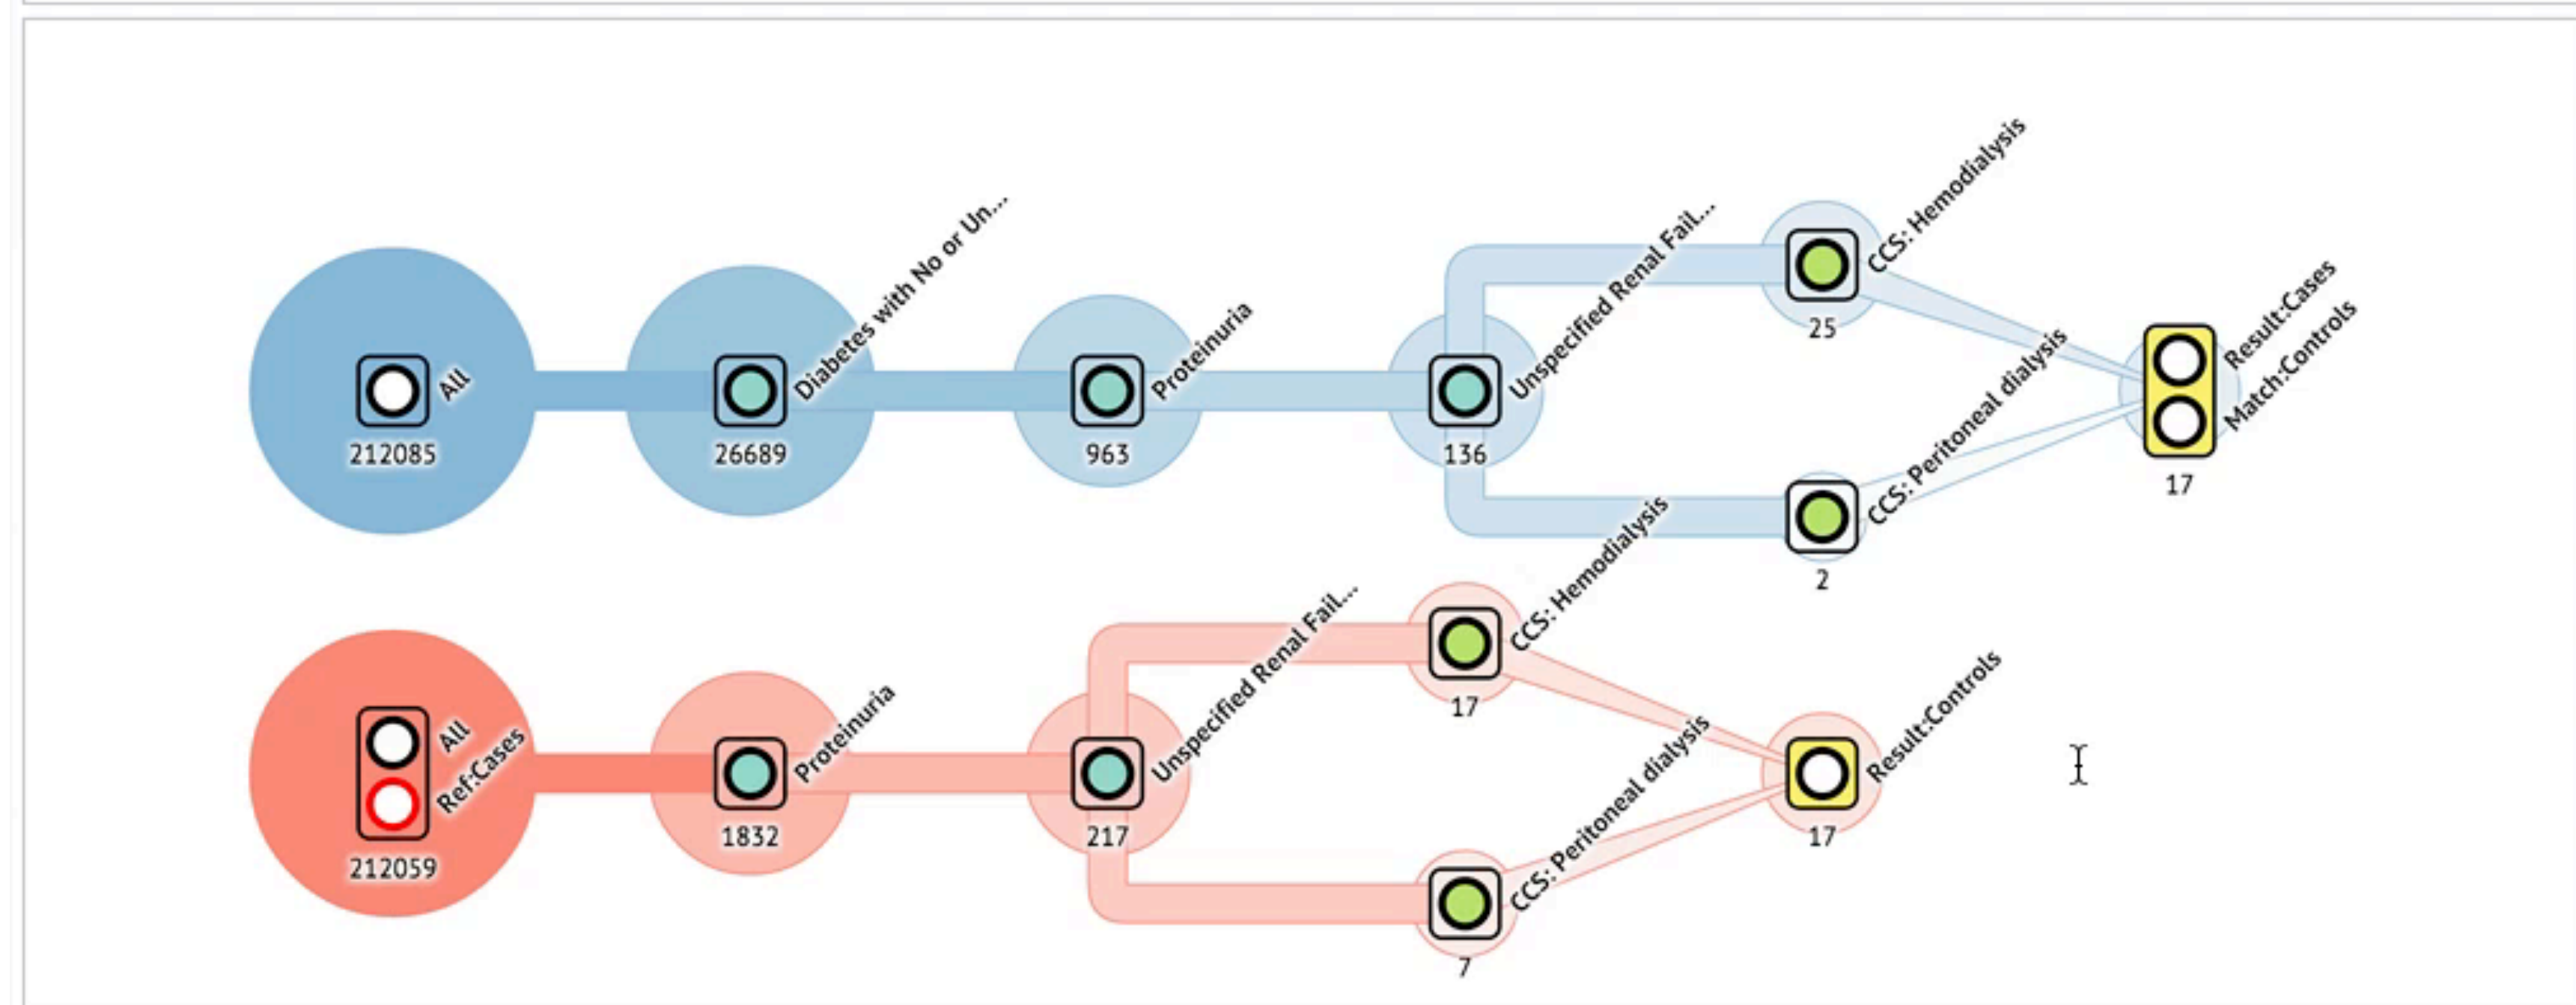 All
212085
Diabetes with No or Un...
26689
Proteinuria
963
Unspecified Renal Fail...
136
CCS: Hemodialysis
25
CCS: Peritoneal dialysis
2
Result:Cases
Match:Controls
17
All
Ref:Cases
212059
Proteinuria
1832
Unspecified Renal Fail...
217
CCS: Hemodialysis
17
CCS: Peritoneal dialysis
7
Result:Controls
17